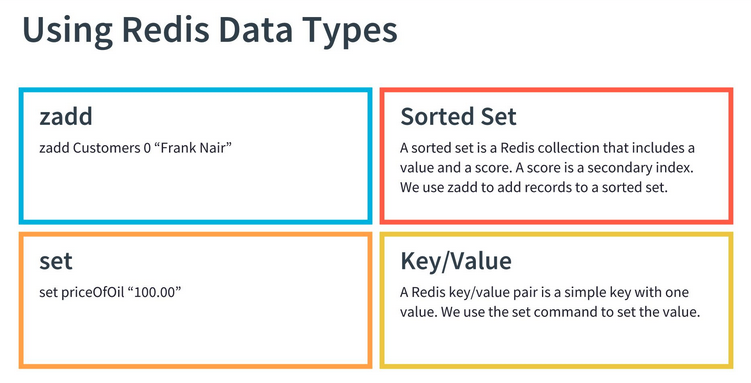 Using Redis Data Types
zadd
zadd Customers 0 “Frank Nair”
Sorted Set
A sorted set is a Redis collection that includes a
value and a score. A score is a secondary index.
We use zadd to add records to a sorted set.
set
set priceOfOil “100.00”
Key/Value
A Redis key/value pair is a simple key with one
value. We use the set command to set the value.